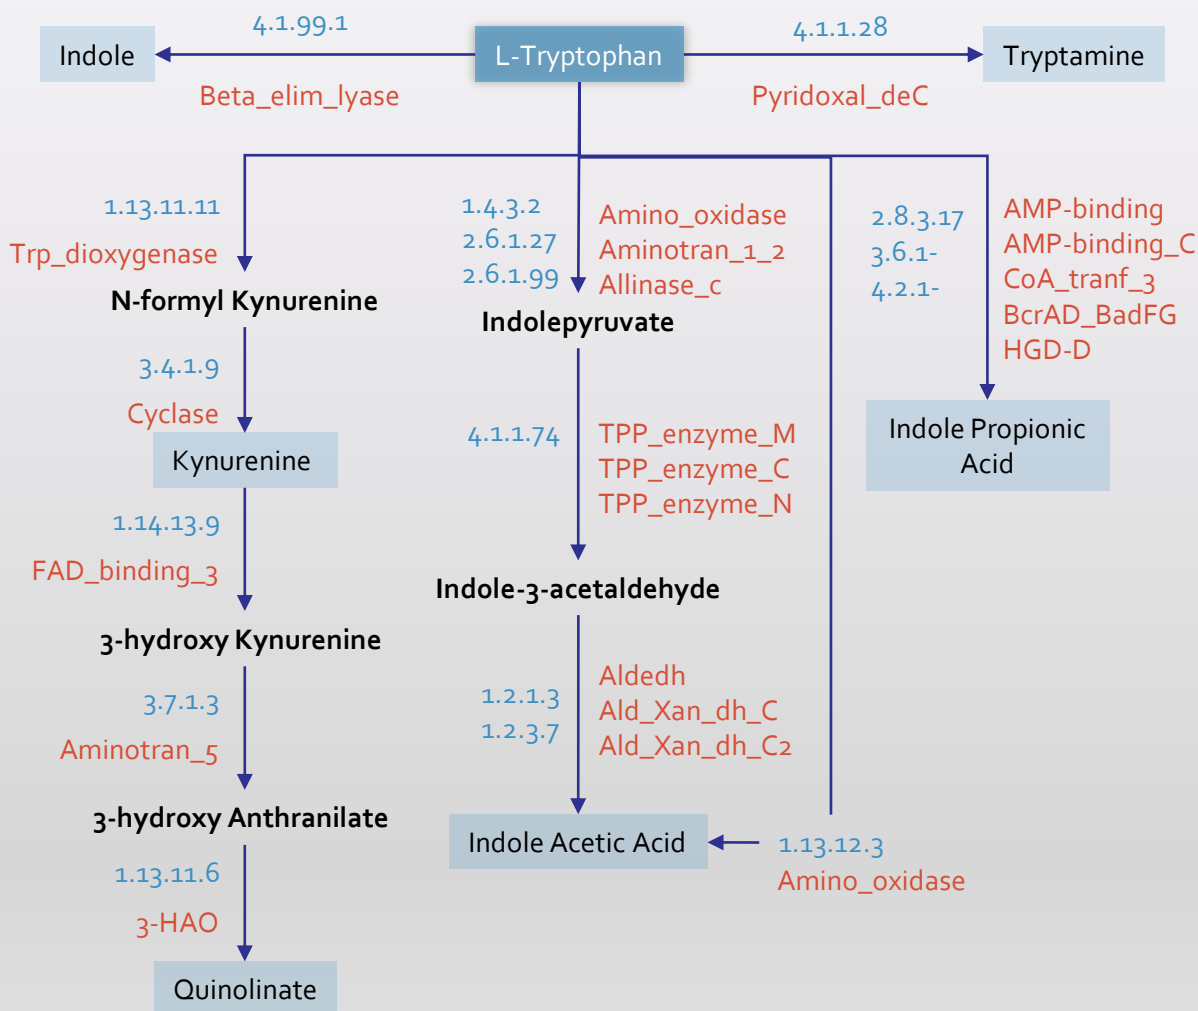 4.1.99.1
4.1.1.28
Indole
L-Tryptophan
Tryptamine
Beta_elim_lyase
Pyridoxal_deC
1.13.11.11
Trp_dioxygenase
N-formyl Kynurenine
3.4.1.9
Cyclase
Kynurenine
1.14.13.9
FAD_binding_3
3-hydroxy Kynurenine
3.7.1.3
Aminotran_5
3-hydroxy Anthranilate
1.13.11.6
3-HAO
Quinolinate
1.4.3.2
2.6.1.27
2.6.1.99
Amino_oxidase
Aminotran_1_2
Allinase_c
Indolepyruvate
4.1.1.74
TPP_enzyme_M
TPP_enzyme_C
TPP_enzyme_N
Indole-3-acetaldehyde
1.2.1.3
1.2.3.7
Aldedh
Ald_Xan_dh_C
Ald_Xan_dh_C2
Indole Acetic Acid
1.13.12.3
Amino_oxidase
2.8.3.17
3.6.1-
4.2.1-
AMP-binding
AMP-binding_C
CoA_tranf_3
BcrAD_BadFG
HGD-D
Indole Propionic
Acid